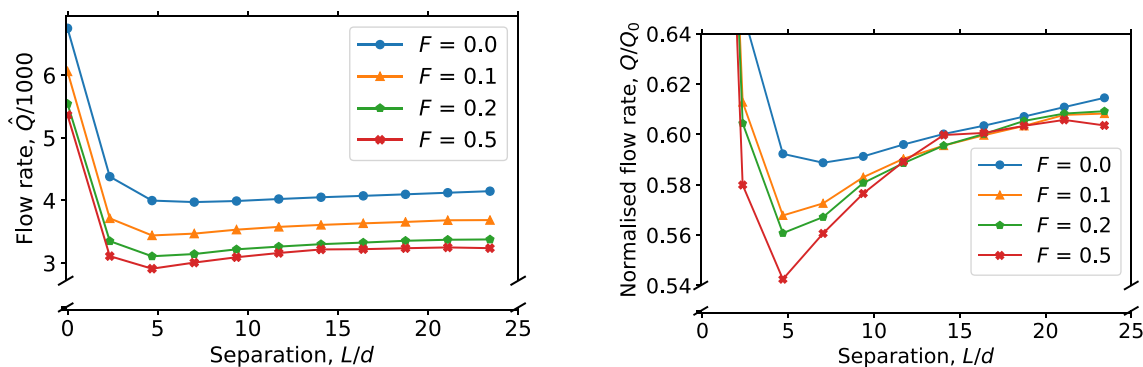 Flow rate, Q̂/1000
6
5
4
3
0
5
10
15
20
25
Separation, L/d
F = 0.0
F = 0.1
F = 0.2
F = 0.5
Normalised flow rate, Q/Q₀
0.64
0.62
0.60
0.58
0.56
0.54
0
5
10
15
20
25
Separation, L/d
F = 0.0
F = 0.1
F = 0.2
F = 0.5